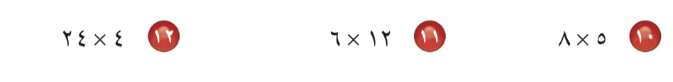 ١٠ ٥ × ٨ ١١ ١٢ × ٦ ١٢ ٤ × ٢٤